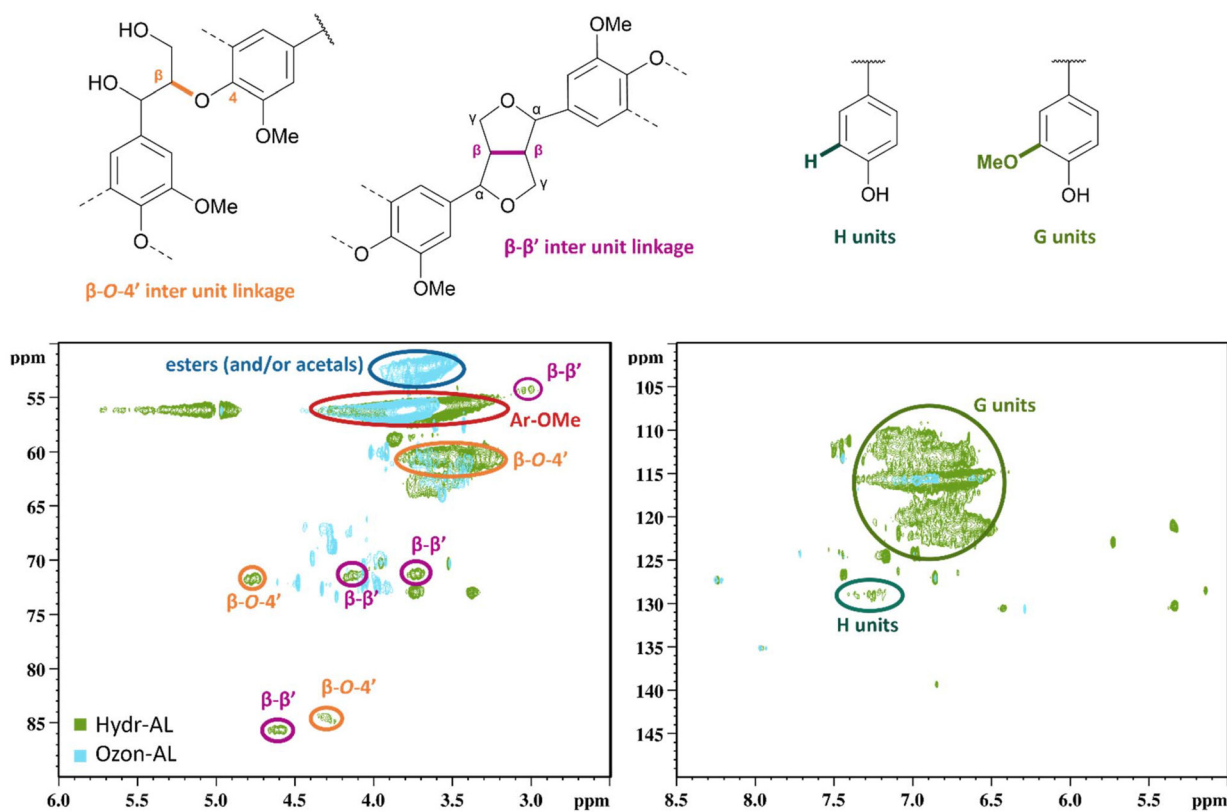 HO
β
HO
O
4
OMe
OMe
O
β-O-4’ inter unit linkage
OMe
O
O
α
γ
β
β
γ
α
O
O
OMe
β-β’ inter unit linkage
H
OH
H units
MeO
OH
G units
ppm
esters (and/or acetals)
β-β’
55
Ar-OMe
60
β-O-4’
65
70
β-β’
β-O-4’
β-β’
75
80
β-β’
β-O-4’
85
Hydr-AL
Ozon-AL
6.0 5.5 5.0 4.5 4.0 3.5 ppm
ppm
105
G units
110
115
120
125
130
H units
135
140
145
8.5 8.0 7.5 7.0 6.5 6.0 5.5 ppm